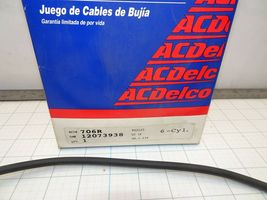 Juego de Cables de Bujía
Garantía limitada de por vida
ACDelco
ACDelco
ACDelco
ACDelco
ACDelco
706R
12073938
1
6-Cyl.